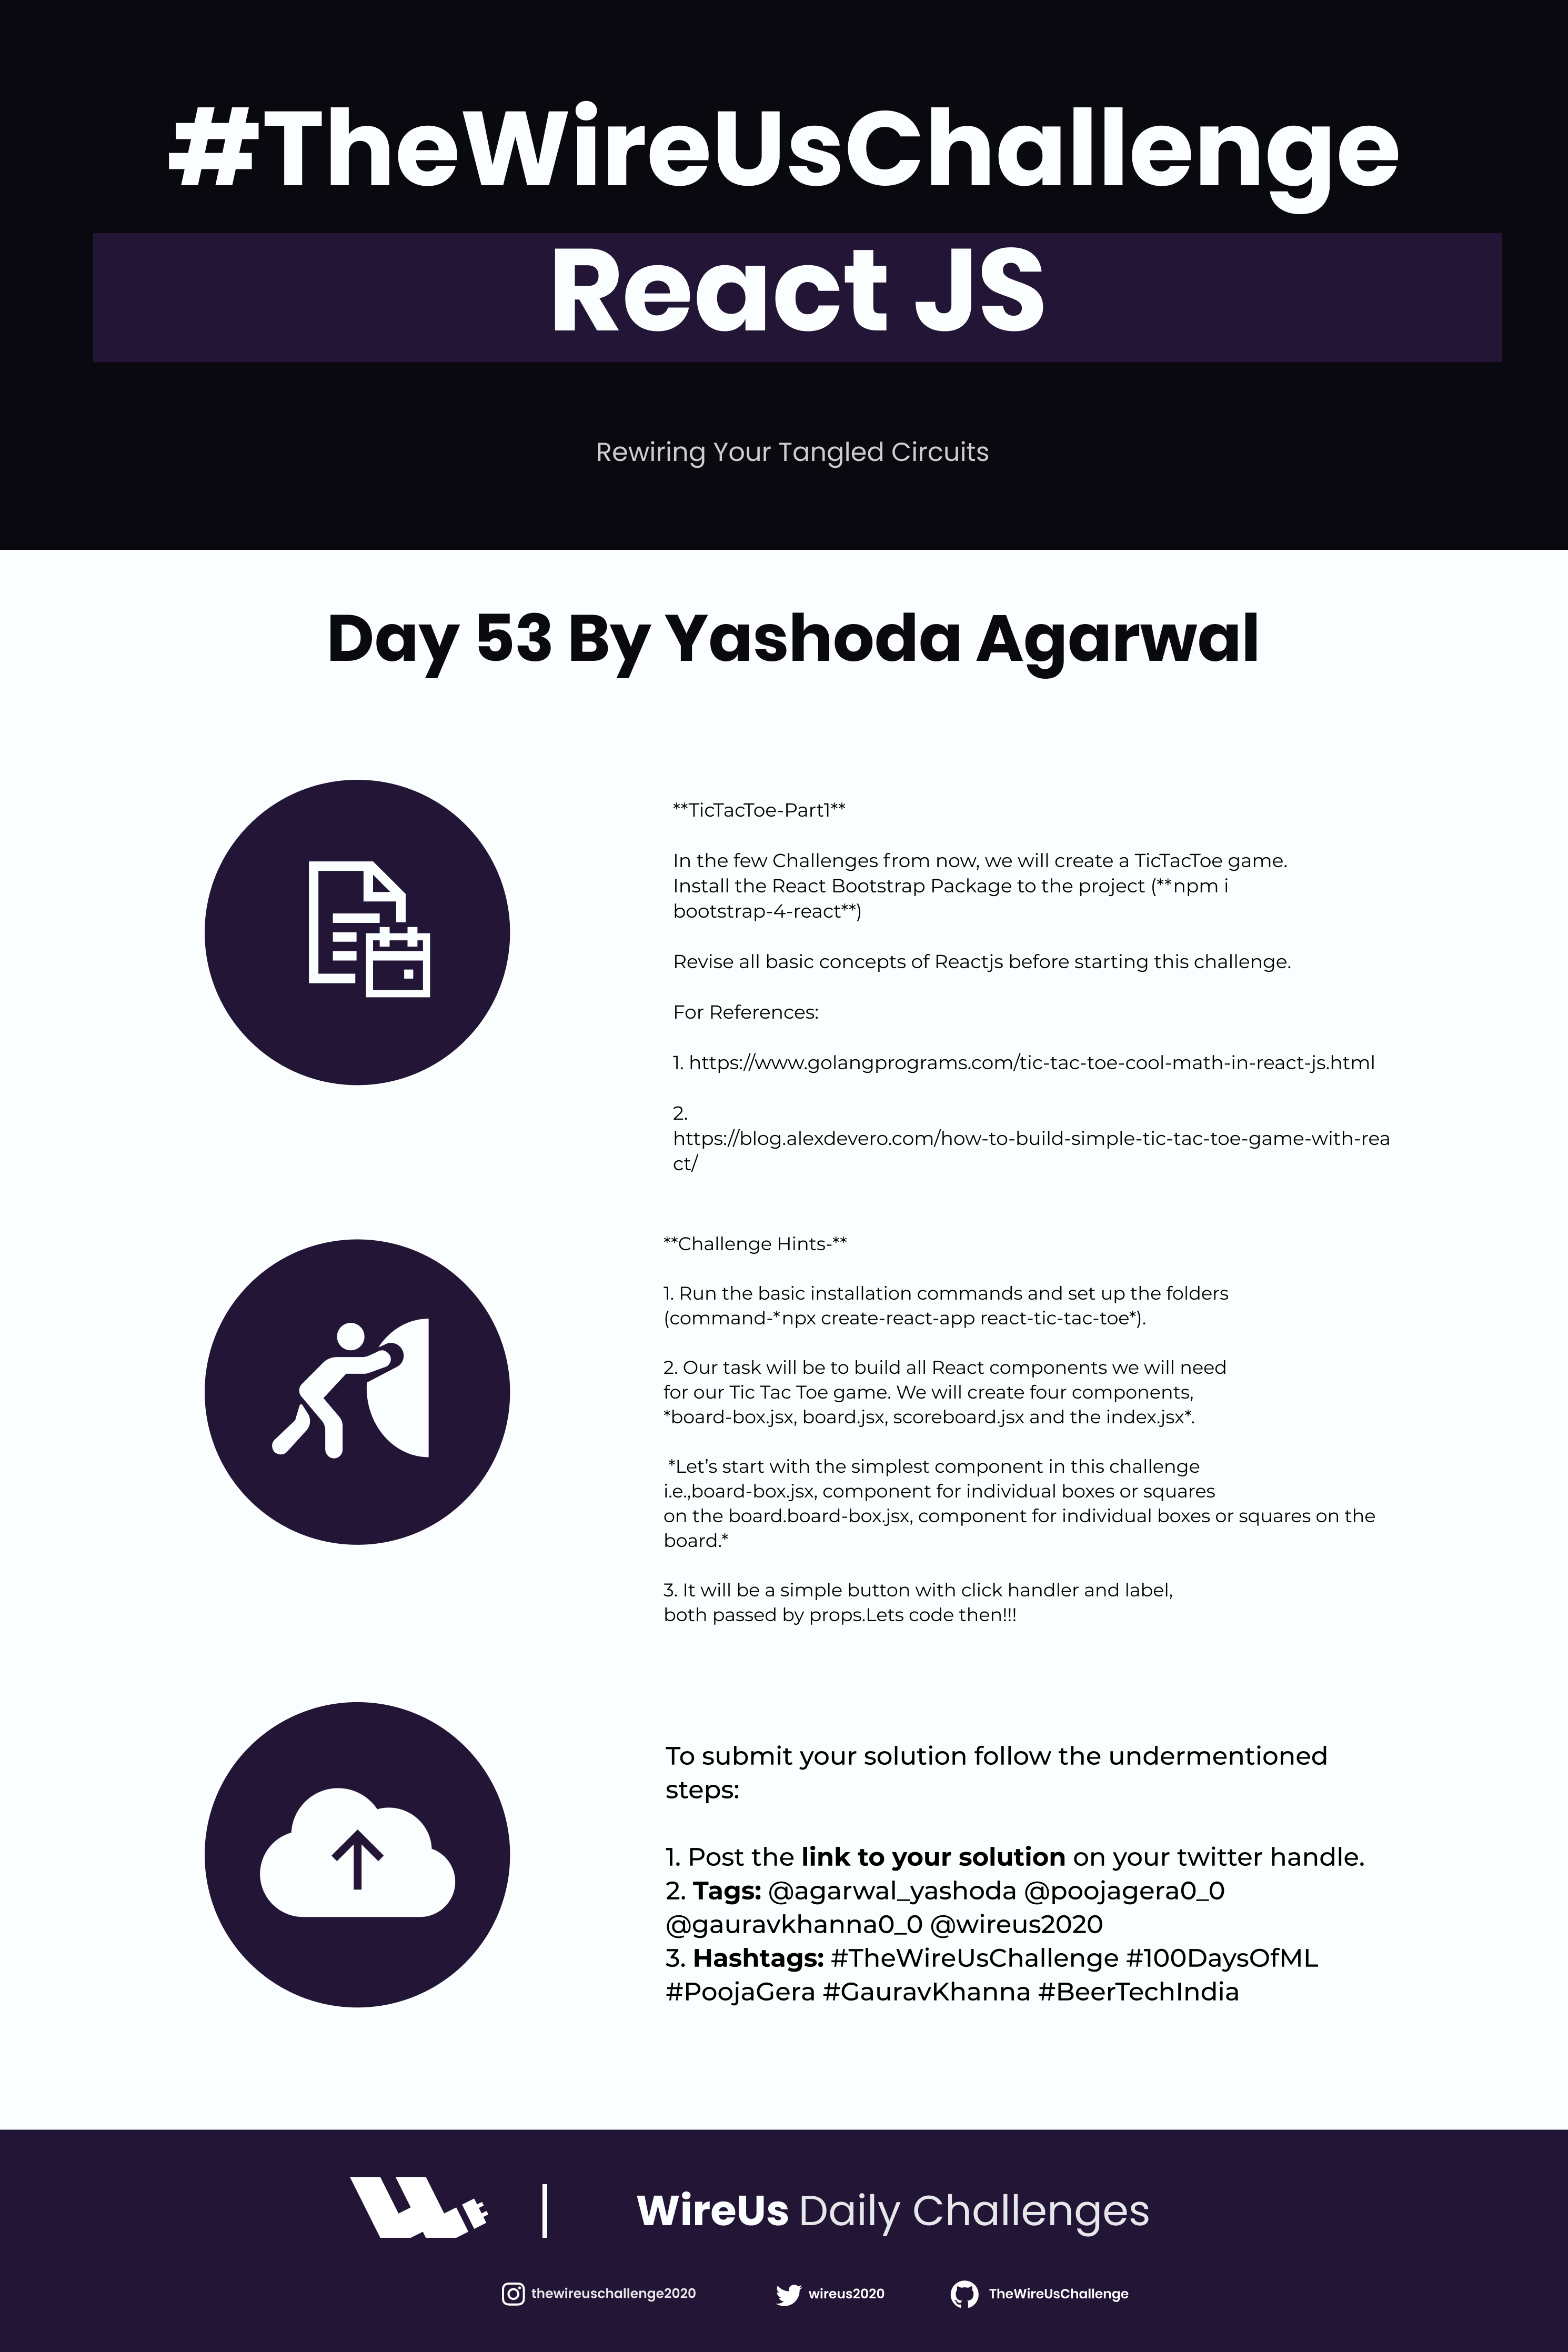 #TheWireUsChallenge
React JS
Rewiring Your Tangled Circuits
Day 53 By Yashoda Agarwal
**TicTacToe-Part1**
In the few Challenges from now, we will create a TicTacToe game.
Install the React Bootstrap Package to the project (**npm i
bootstrap-4-react**)
Revise all basic concepts of Reactjs before starting this challenge.
For References:
1. https://www.golangprograms.com/tic-tac-toe-cool-math-in-react-js.html
2.
https://blog.alexdevero.com/how-to-build-simple-tic-tac-toe-game-with-rea
ct/
**Challenge Hints-**
1. Run the basic installation commands and set up the folders
(command-*npx create-react-app react-tic-tac-toe*).
2. Our task will be to build all React components we will need
for our Tic Tac Toe game. We will create four components,
*board-box.jsx, board.jsx, scoreboard.jsx and the index.jsx*.
*Let’s start with the simplest component in this challenge
i.e.,board-box.jsx, component for individual boxes or squares
on the board.board-box.jsx, component for individual boxes or squares on the
board.*
3. It will be a simple button with click handler and label,
both passed by props.Lets code then!!!
To submit your solution follow the undermentioned
steps:
1. Post the link to your solution on your twitter handle.
2. Tags: @agarwal_yashoda @poojagera0_0
@gauravkhanna0_0 @wireus2020
3. Hashtags: #TheWireUsChallenge #100DaysOfML
#PoojaGera #GauravKhanna #BeerTechIndia
WireUs Daily Challenges
thewireuschallenge2020 wireus2020 TheWireUsChallenge